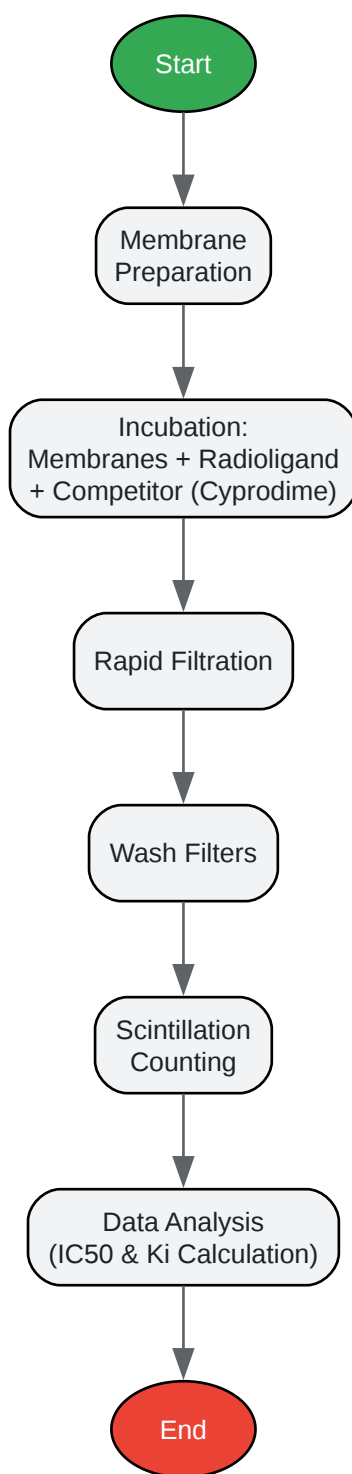 Start
Membrane
Preparation
Incubation:
Membranes + Radioligand
+ Competitor (Cyprodime)
Rapid Filtration
Wash Filters
Scintillation
Counting
Data Analysis
(IC50 & Ki Calculation)
End